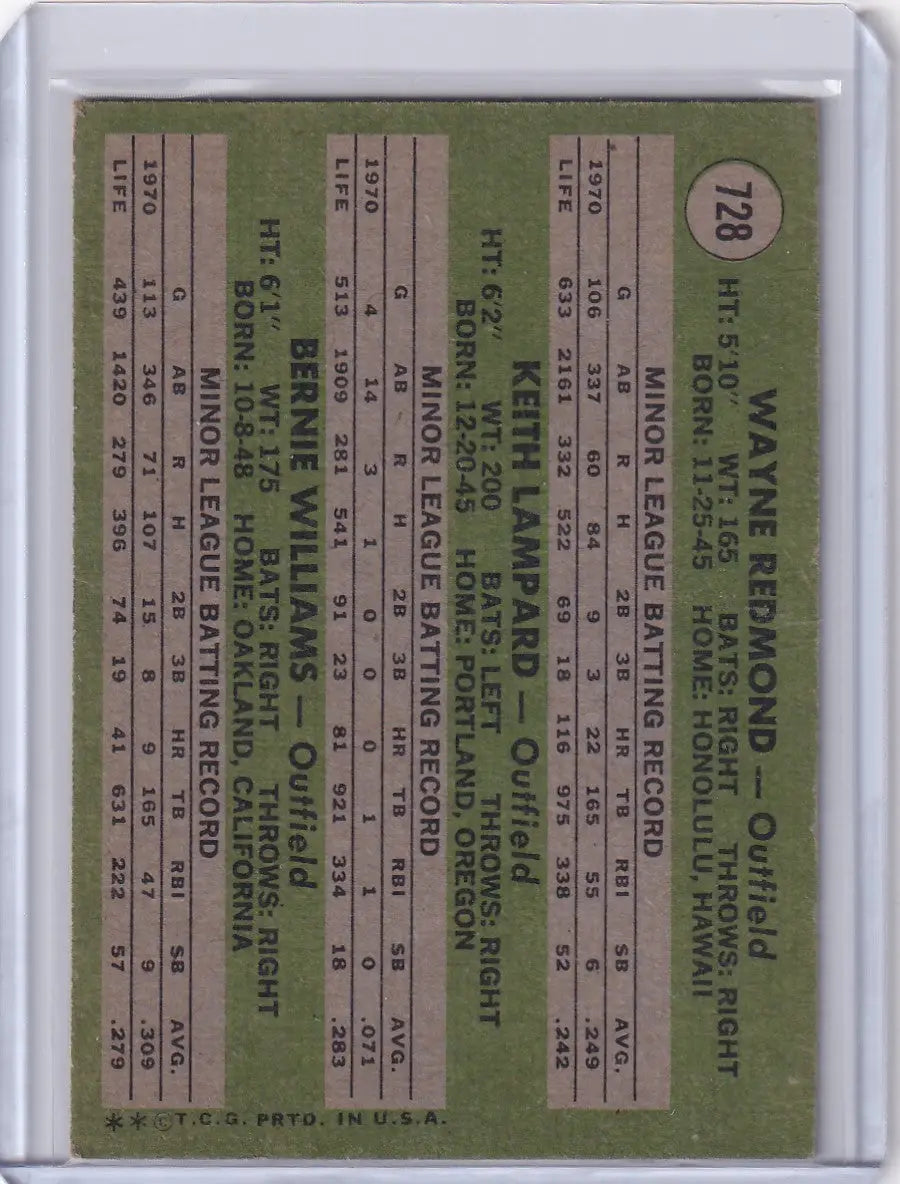 728
WAYNE REDMOND — Outfield
HT: 5'10" WT: 165 BATS: RIGHT THROWS: RIGHT
BORN: 11-25-45 HOME: HONOLULU, HAWAII
MINOR LEAGUE BATTING RECORD
G AB R H 2B 3B HR TB RBI SB AVG.
1970 106 337 60 84 9 3 22 165 55 6 .249
LIFE 633 2161 332 522 69 18 116 975 338 52 .242
KEITH LAMPARD — Outfield
HT: 6'2" WT: 200 BATS: LEFT THROWS: RIGHT
BORN: 12-20-45 HOME: PORTLAND, OREGON
MINOR LEAGUE BATTING RECORD
G AB R H 2B 3B HR TB RBI SB AVG.
1970 4 14 3 1 0 0 0 1 1 0 .071
LIFE 513 1909 281 541 91 23 81 921 334 18 .283
BERNIE WILLIAMS — Outfield
HT: 6'1" WT: 175 BATS: RIGHT THROWS: RIGHT
BORN: 10-8-48 HOME: OAKLAND, CALIFORNIA
MINOR LEAGUE BATTING RECORD
G AB R H 2B 3B HR TB RBI SB AVG.
1970 113 346 71 107 15 8 9 165 47 9 .309
LIFE 439 1420 279 396 74 19 41 631 222 57 .279
**©T.C.G. PRTD. IN U.S.A.